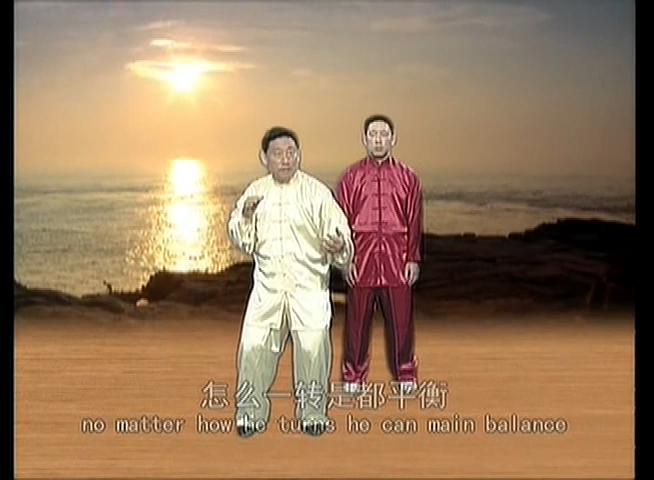 怎么一转是都平衡
no matter how he turns he can main balance